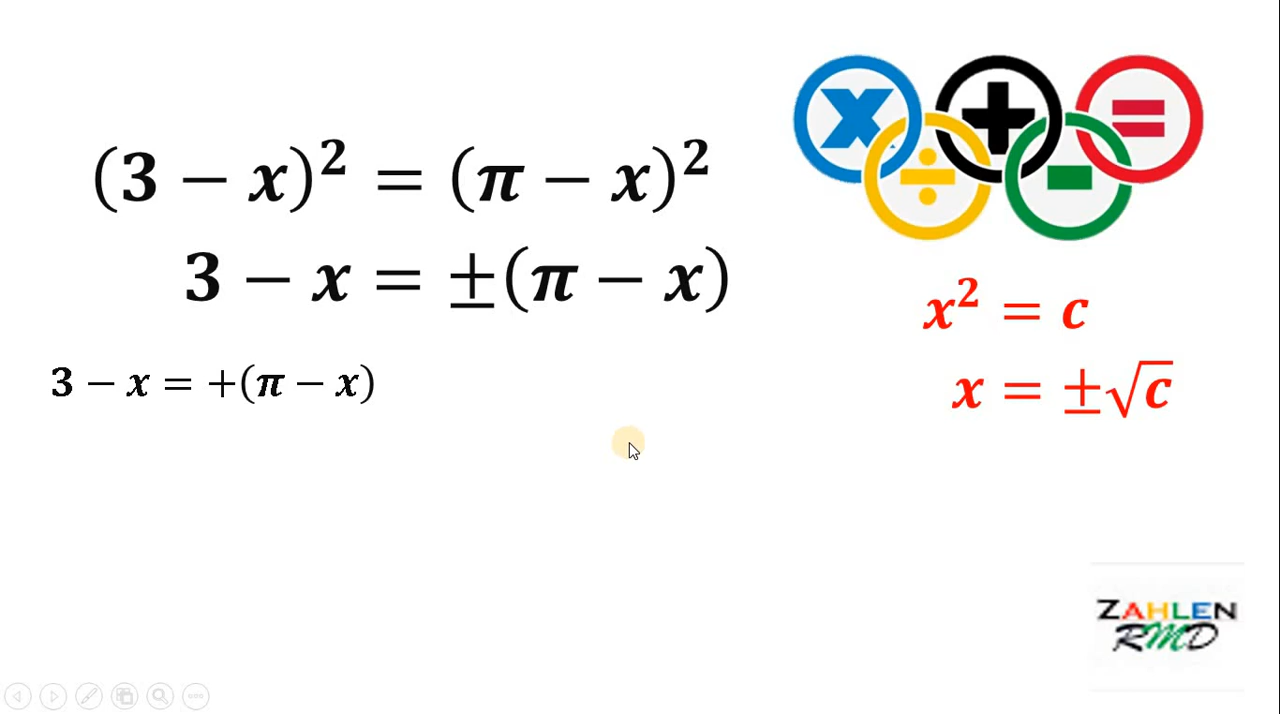 (3 − x)² = (π − x)²
3 − x = ±(π − x)
3 − x = +(π − x)
x ÷ + − =
x² = c
x = ±√c
ZAHLEN
RMD